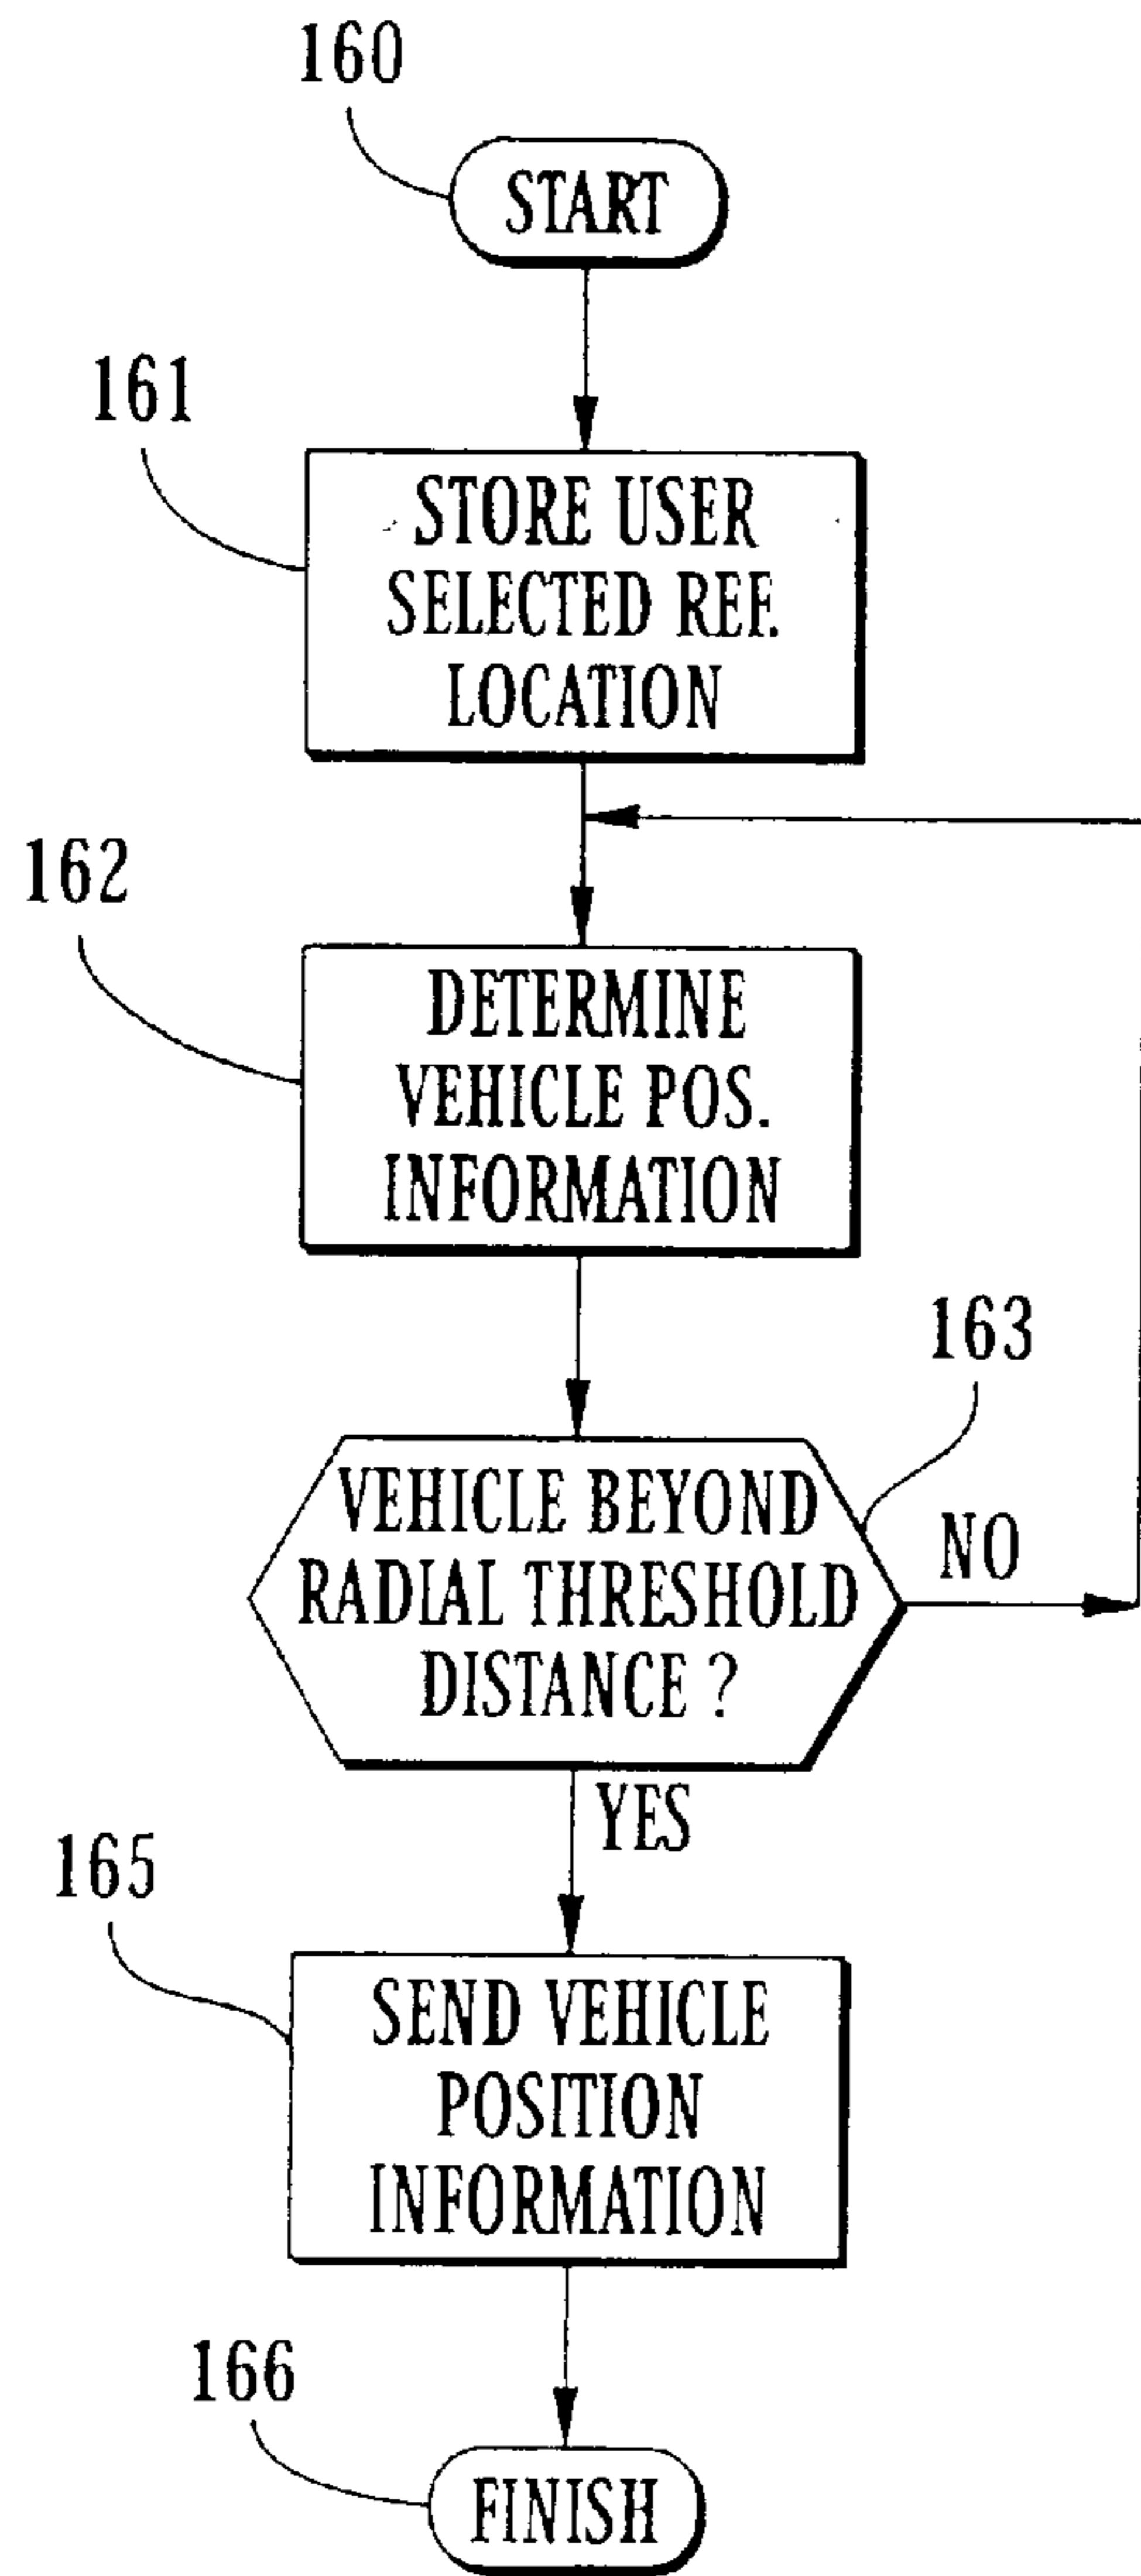 160
START
161
STORE USER
SELECTED REF.
LOCATION
162
DETERMINE
VEHICLE POS.
INFORMATION
163
VEHICLE BEYOND
RADIAL THRESHOLD
DISTANCE ?
NO
YES
165
SEND VEHICLE
POSITION
INFORMATION
166
FINISH